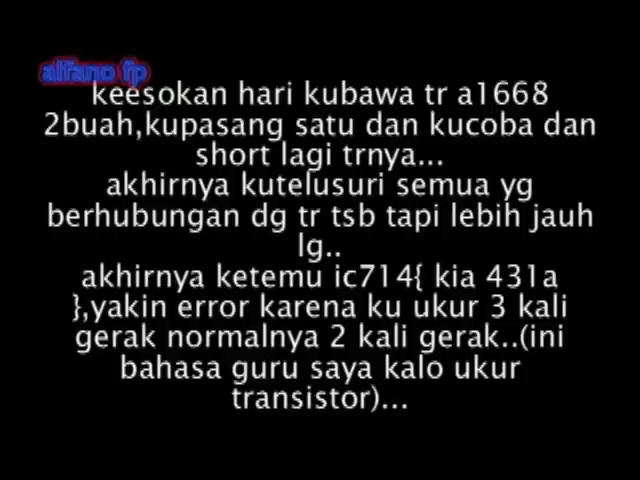 alfano fp
keesokan hari kubawa tr a1668
2buah,kupasang satu dan kucoba dan
short lagi trnya...
akhirnya kutelusuri semua yg
berhubungan dg tr tsb tapi lebih jauh
lg..
akhirnya ketemu ic714{ kia 431a
},yakin error karena ku ukur 3 kali
gerak normalnya 2 kali gerak..(ini
bahasa guru saya kalo ukur
transistor)...